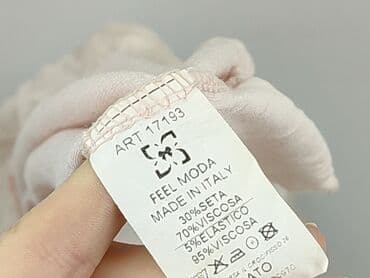 ART 17193
FEEL MODA
MADE IN ITALY
30%SETA
70%VISCOSA
5%ELASTICO
95%VISCOSA